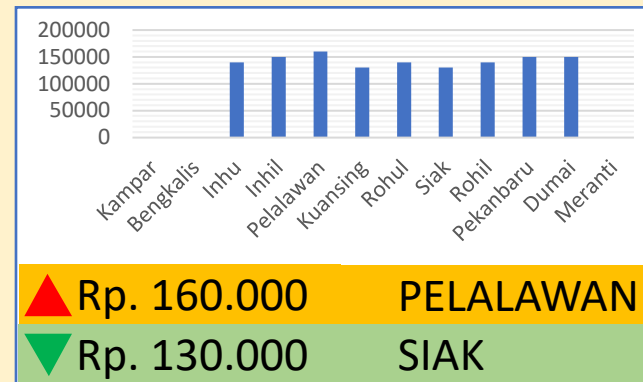 200000
150000
100000
50000
0
Kampar
Bengkalis
Inhu
Inhil
Pelalawan
Kuansing
Rohul
Siak
Rohil
Pekanbaru
Dumai
Meranti
Rp. 160.000 PELALAWAN
Rp. 130.000 SIAK